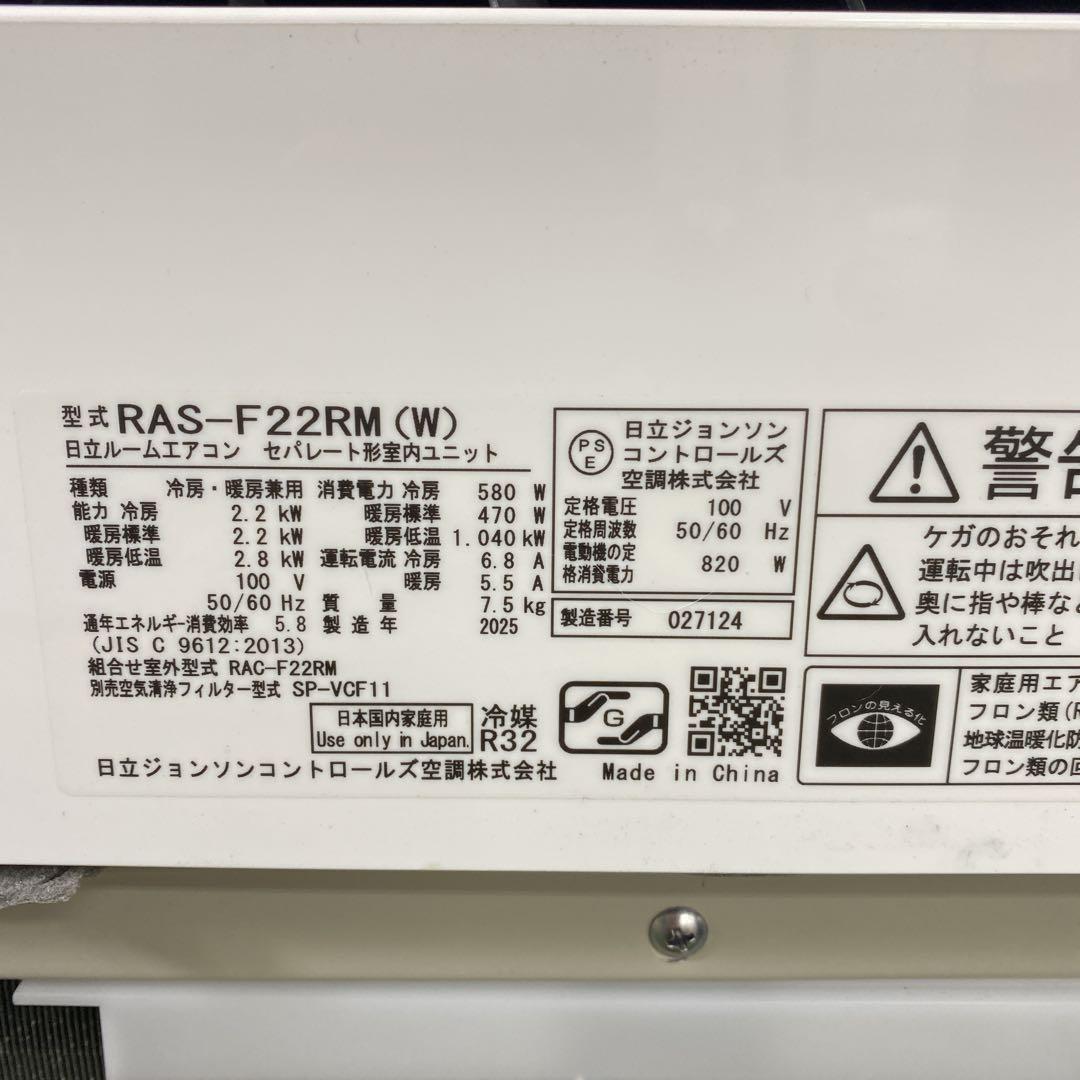 型式 RAS-F22RM(W)
日立ルームエアコン セパレート形室内ユニット
種類 冷房・暖房兼用
能力 冷房 2.2 kW
暖房標準 2.2 kW
暖房低温 2.8 kW
電源 100 V
50/60 Hz
通年エネルギー消費効率 5.8
(JIS C 9612:2013)
消費電力 冷房 580 W
暖房標準 470 W
暖房低温 1.040 kW
運転電流 冷房 6.8 A
暖房 5.5 A
質量 7.5 kg
製造年 2025
組合せ室外型式 RAC-F22RM
別売空気清浄フィルター型式 SP-VCF11
日本国内家庭用
Use only in Japan.
冷媒
R32
日立ジョンソンコントロールズ空調株式会社
PS
E
日立ジョンソン
コントロールズ
空調株式会社
定格電圧 100 V
定格周波数 50/60 Hz
電動機の定
格消費電力 820 W
製造番号 027124
G
Made in China
警告
ケガのおそれ
運転中は吹出
奥に指や棒な
入れないこと
フロンの見える化
家庭用エア
フロン類(R
地球温暖化防
フロン類の回